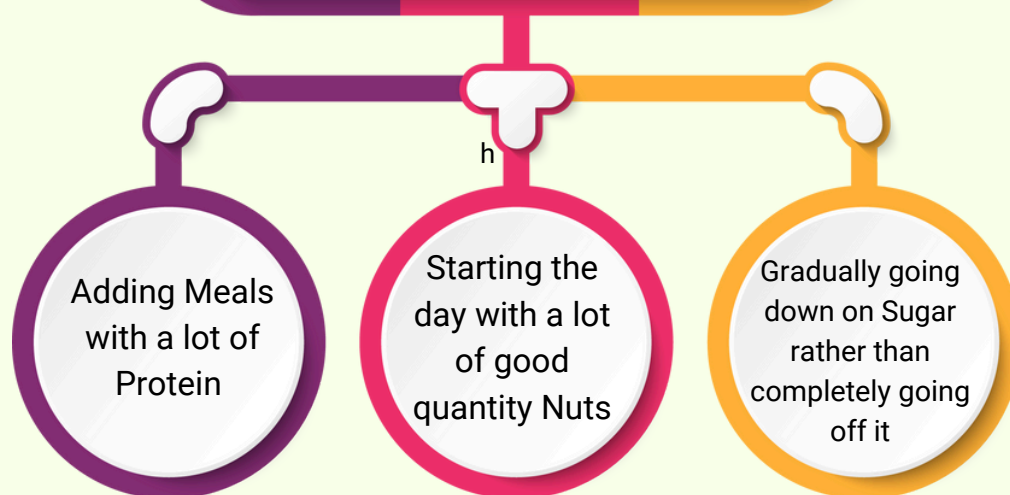 h
Adding Meals
with a lot of
Protein
Starting the
day with a lot
of good
quantity Nuts
Gradually going
down on Sugar
rather than
completely going
off it